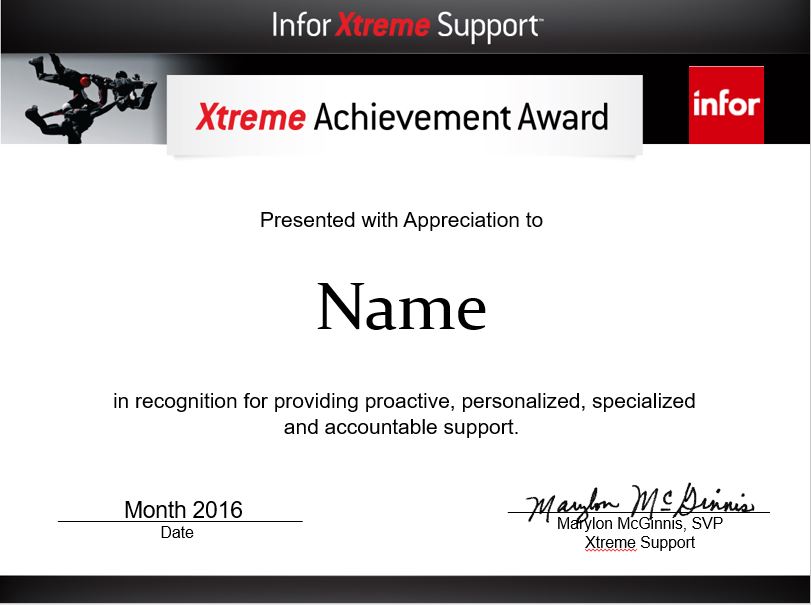 Infor Xtreme Support™
Xtreme Achievement Award
infor
Presented with Appreciation to
Name
in recognition for providing proactive, personalized, specialized
and accountable support.
Month 2016
Date
Marylon McGinnis
Marylon McGinnis, SVP
Xtreme Support